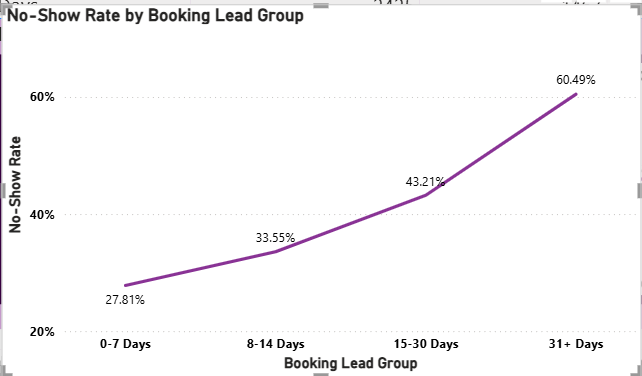 No-Show Rate by Booking Lead Group
No-Show Rate
60%
40%
20%
27.81%
33.55%
43.21%
60.49%
0-7 Days
8-14 Days
15-30 Days
31+ Days
Booking Lead Group